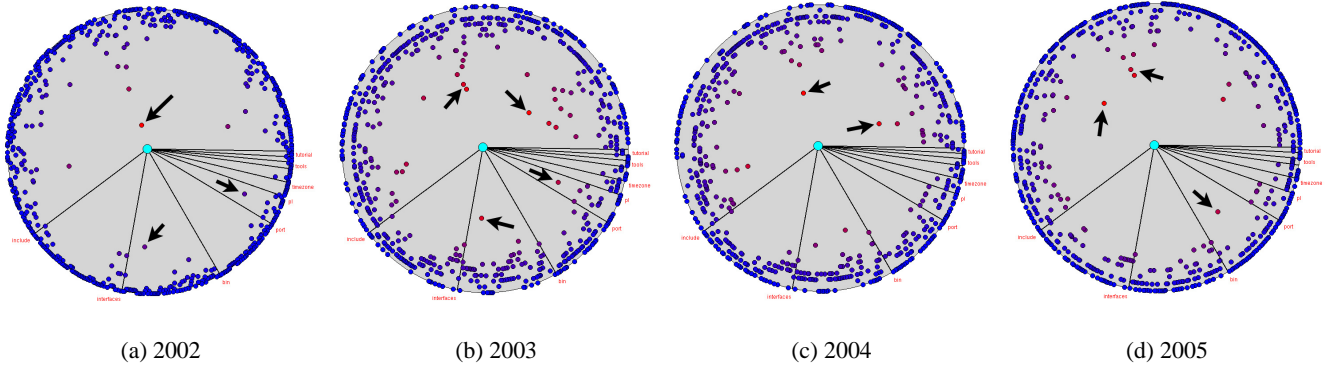 tutorial
tools
timezone
pl
port
bin
interfaces
include
tutorial
tools
timezone
pl
port
bin
interfaces
include
tutorial
tools
timezone
pl
port
bin
interfaces
include
tutorial
tools
timezone
pl
port
bin
interfaces
include
(a) 2002
(b) 2003
(c) 2004
(d) 2005